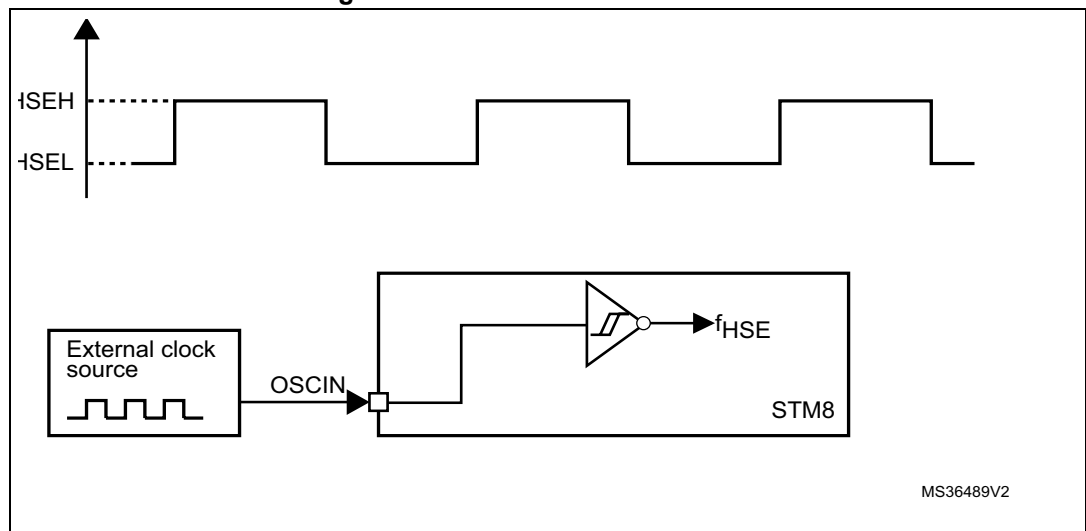 HSEH
HSEL
External clock
source
OSCIN
fHSE
STM8
MS36489V2